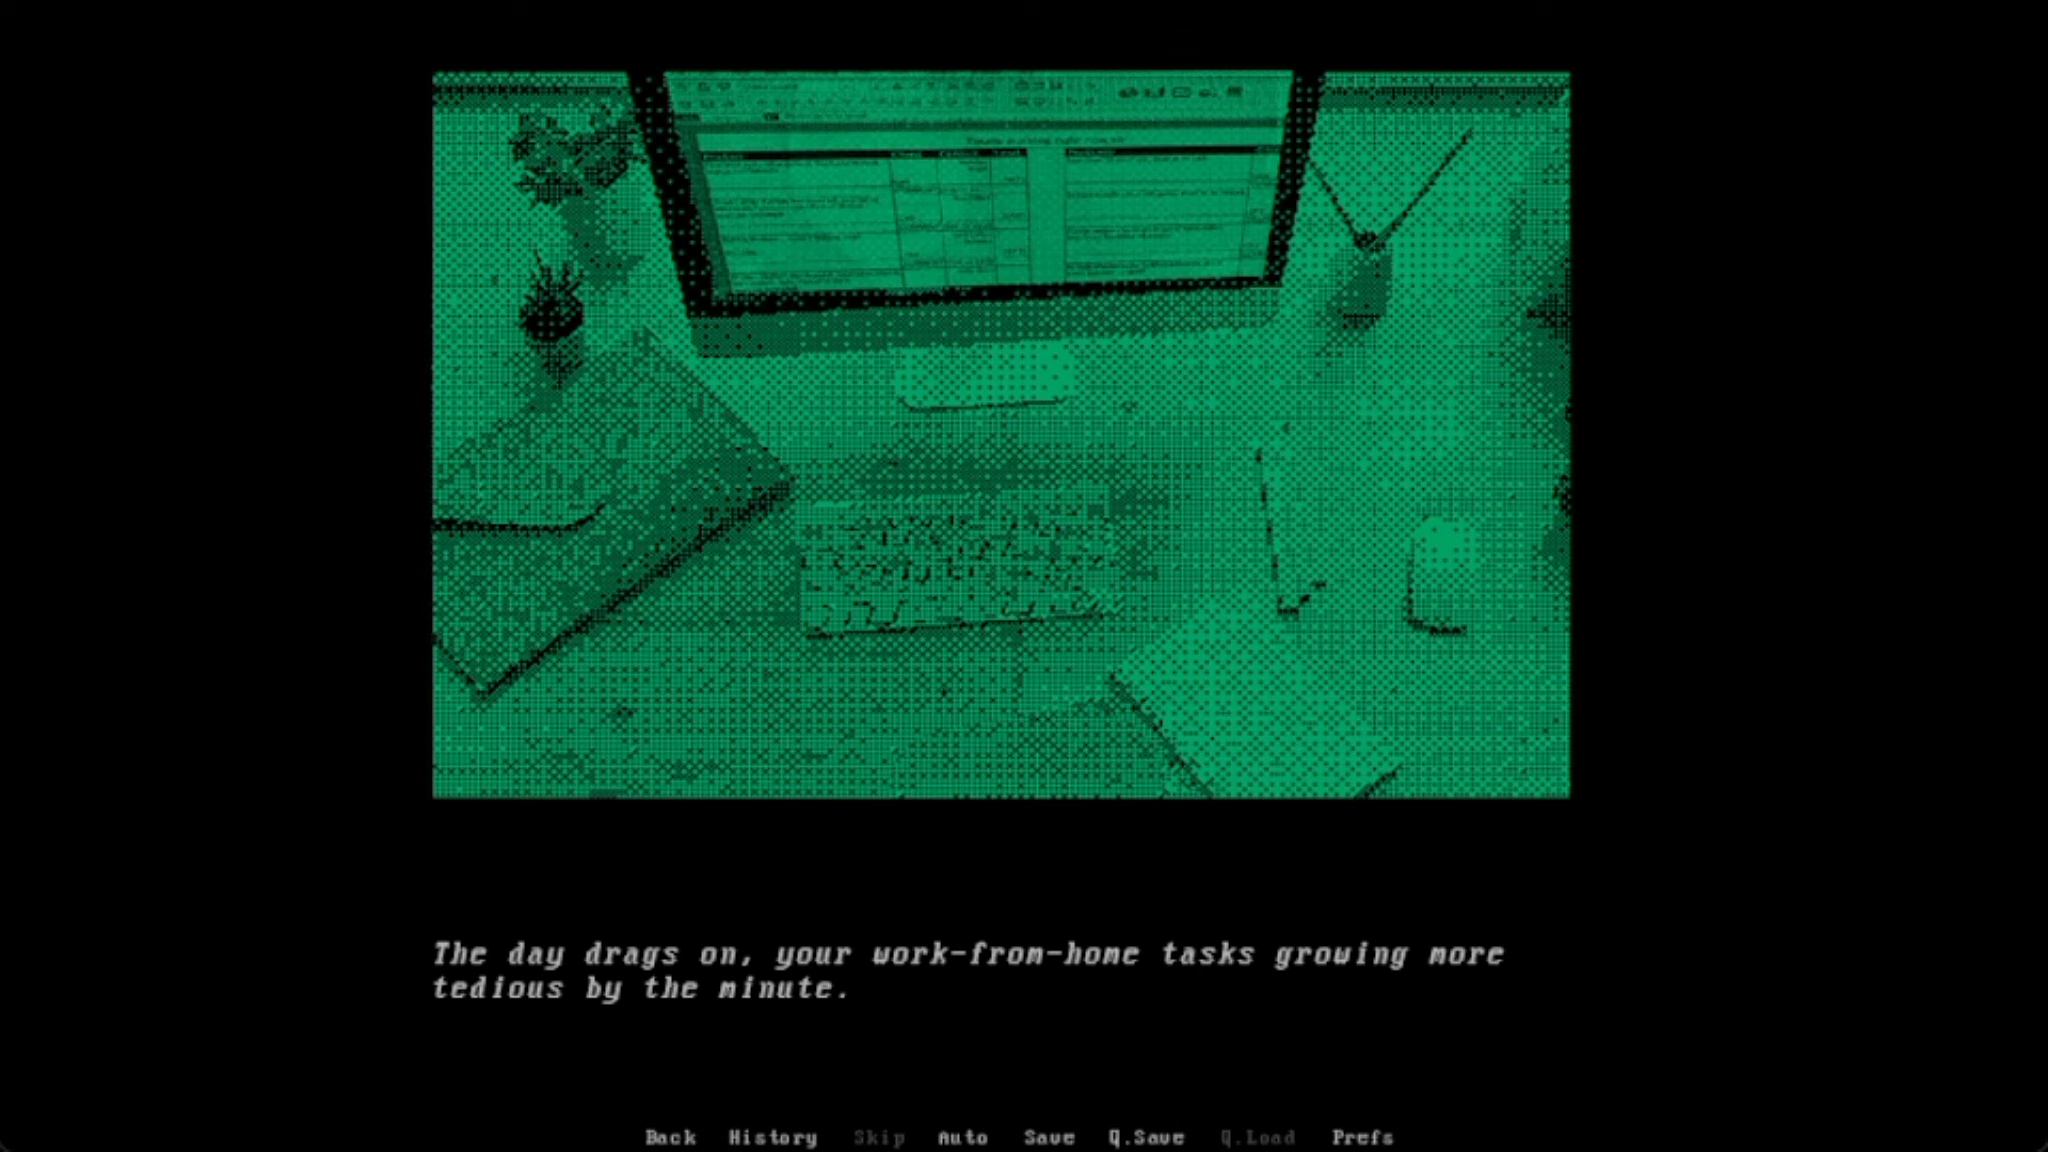 The day drags on, your work-from-home tasks growing more
tedious by the minute.
Back History Skip Auto Save Q.Save Q.Load Prefs